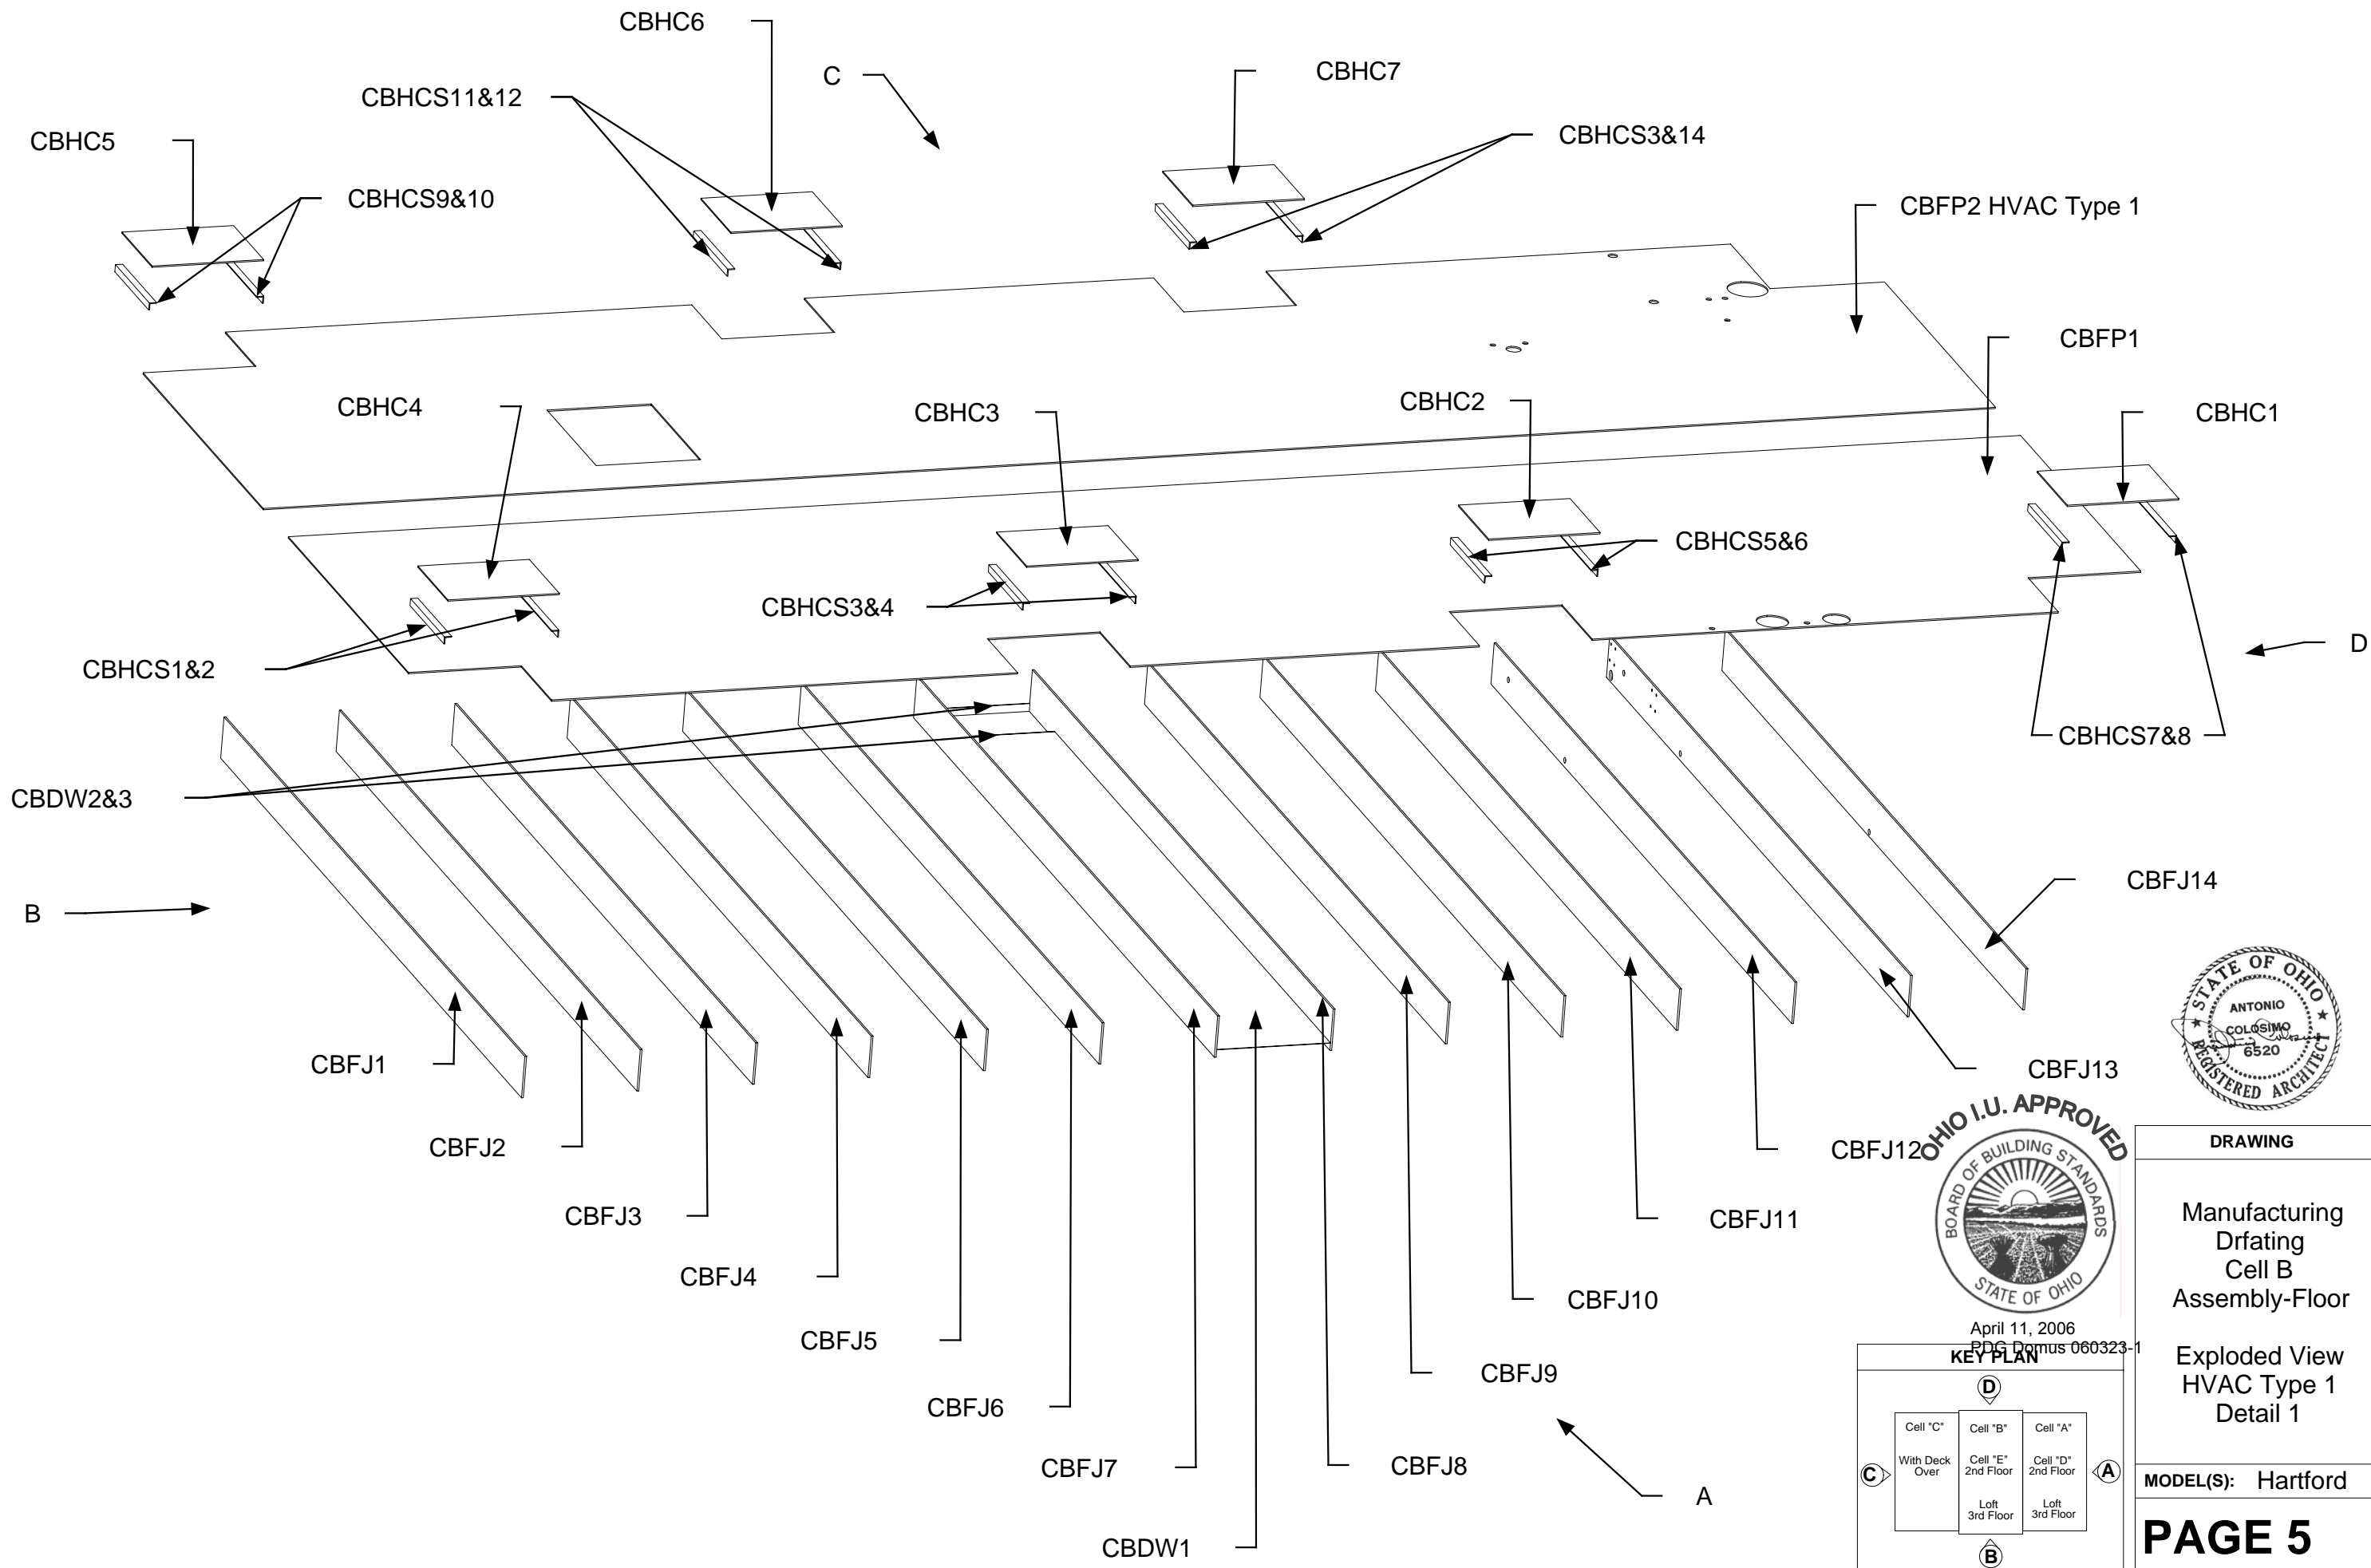 CBHC6
C
CBHC7
CBHCS11&12
CBHC5
CBHCS3&14
CBHCS9&10
CBFP2 HVAC Type 1
CBFP1
CBHC4
CBHC3
CBHC2
CBHC1
CBHCS5&6
CBHCS3&4
CBHCS1&2
D
CBHCS7&8
CBDW2&3
CBFJ14
B
CBFJ1
CBFJ13
CBFJ2
CBFJ12
CBFJ3
CBFJ11
CBFJ4
CBFJ10
CBFJ5
CBFJ9
CBFJ6
CBFJ7
CBFJ8
A
CBDW1
STATE OF OHIO
ANTONIO
COLOSIMO
6520
REGISTERED ARCHITECT
OHIO I.U. APPROVED
BOARD OF BUILDING STANDARDS
STATE OF OHIO
April 11, 2006
PDG Domus 060323-1
KEY PLAN
D
Cell "C"
Cell "B"
Cell "A"
With Deck
Over
Cell "E"
2nd Floor
Cell "D"
2nd Floor
C
A
Loft
3rd Floor
Loft
3rd Floor
B
DRAWING
Manufacturing
Drfating
Cell B
Assembly-Floor
Exploded View
HVAC Type 1
Detail 1
MODEL(S): Hartford
PAGE 5